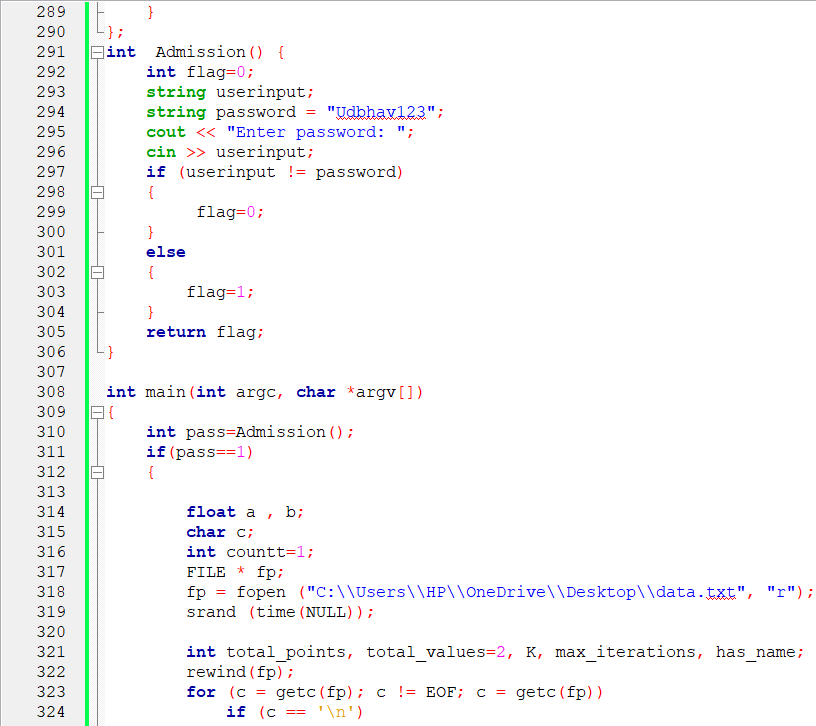 289     }
290 };
291 int  Admission() {
292     int flag=0;
293     string userinput;
294     string password = "Udbhav123";
295     cout << "Enter password: ";
296     cin >> userinput;
297     if (userinput != password)
298     {
299          flag=0;
300     }
301     else
302     {
303         flag=1;
304     }
305     return flag;
306 }
307
308 int main(int argc, char *argv[])
309 {
310     int pass=Admission();
311     if(pass==1)
312     {
313
314         float a , b;
315         char c;
316         int countt=1;
317         FILE * fp;
318         fp = fopen ("C:\\Users\\HP\\OneDrive\\Desktop\\data.txt", "r");
319         srand (time(NULL));
320
321         int total_points, total_values=2, K, max_iterations, has_name;
322         rewind(fp);
323         for (c = getc(fp); c != EOF; c = getc(fp))
324             if (c == '\n')